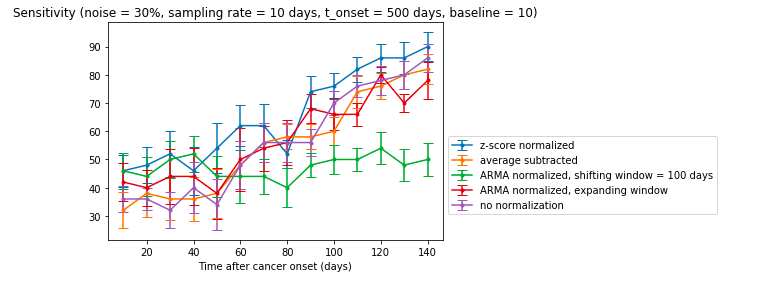 Sensitivity (noise = 30%, sampling rate = 10 days, t_onset = 500 days, baseline = 10)
90
80
70
60
50
40
30
20
40
60
80
100
120
140
Time after cancer onset (days)
z-score normalized
average subtracted
ARMA normalized, shifting window = 100 days
ARMA normalized, expanding window
no normalization